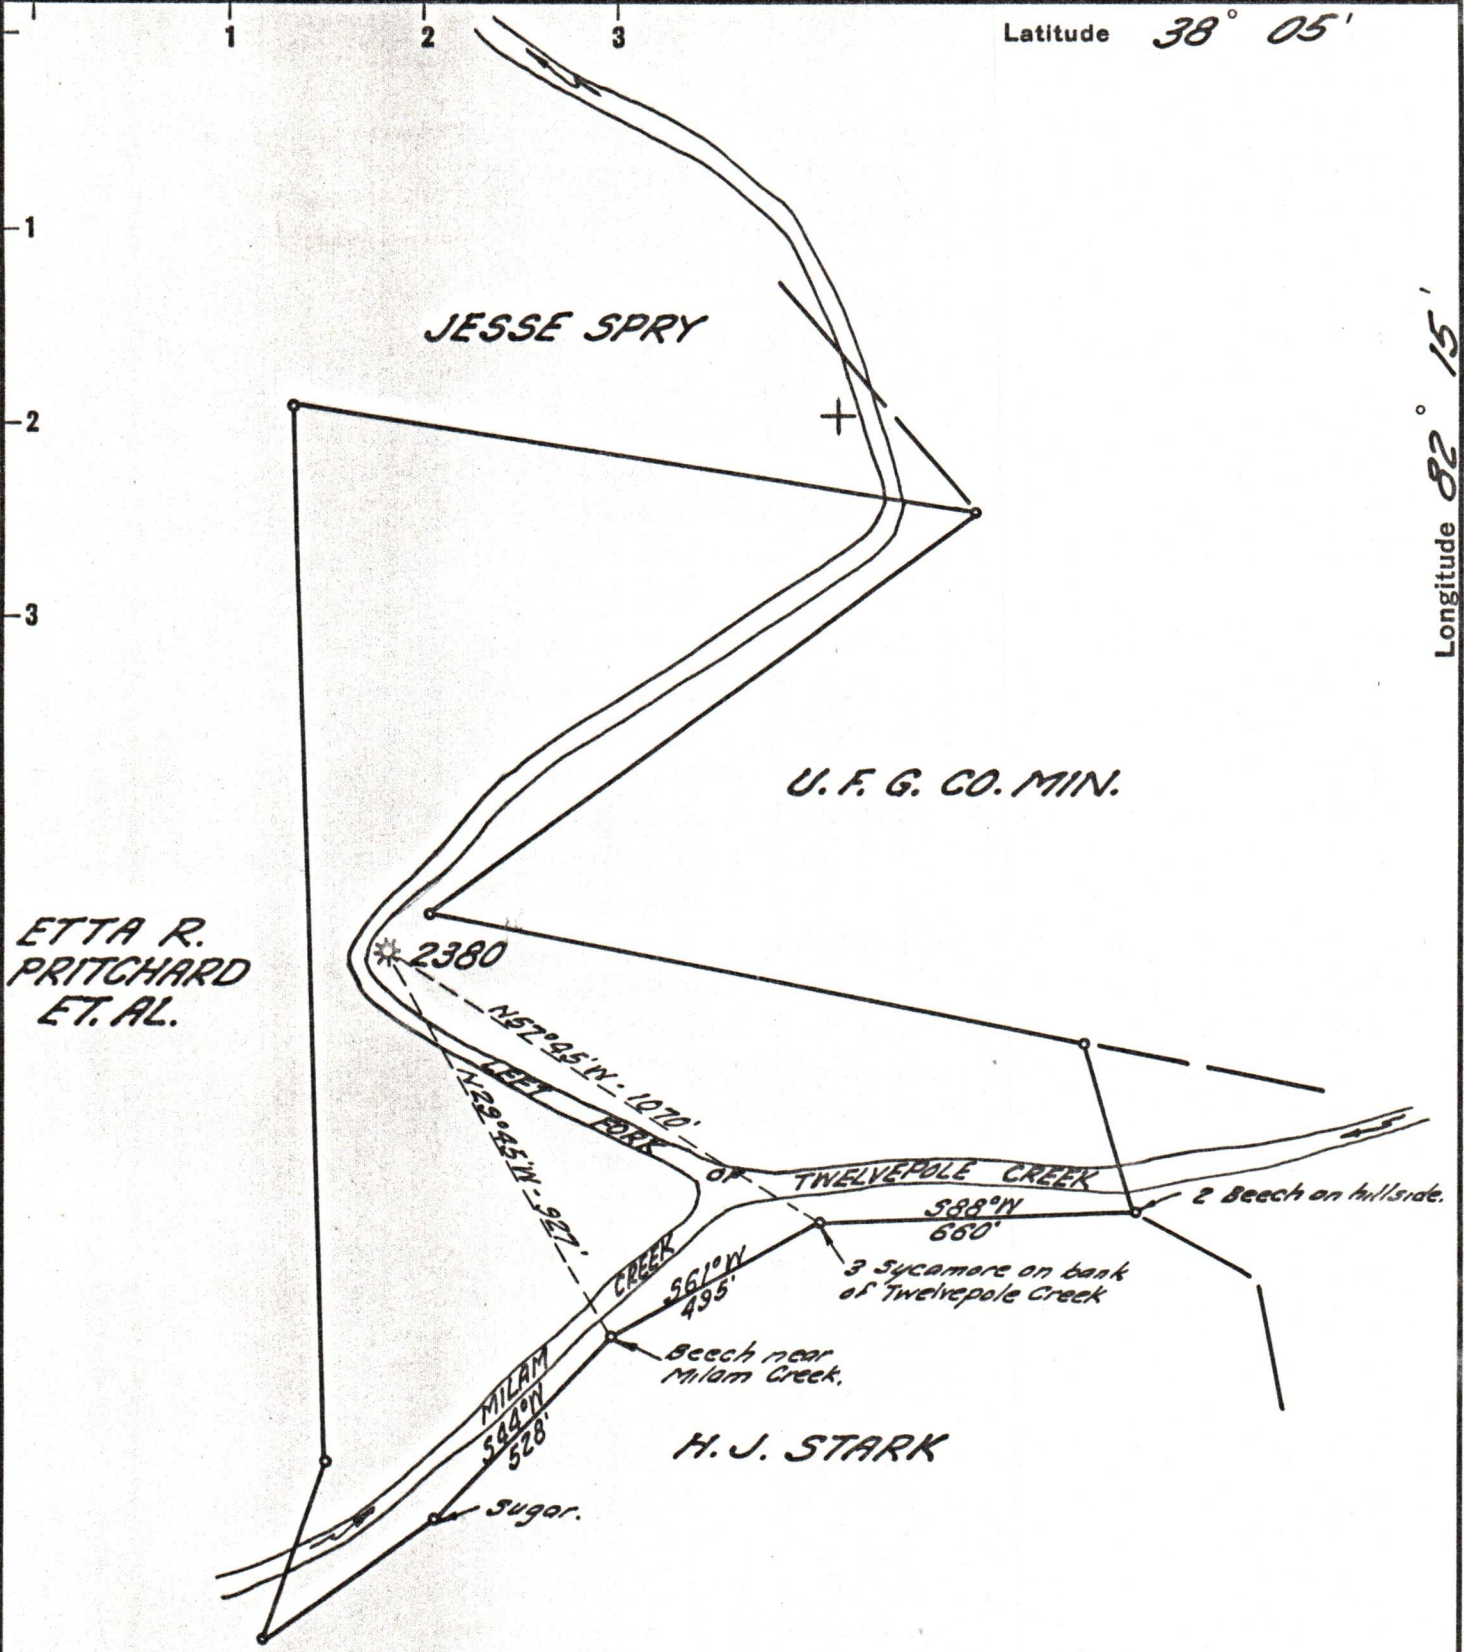 1 2 3
Latitude 38° 05'
1
2
3
Longitude 82° 15'
JESSE SPRY
U. F. G. CO. MIN.
ETTA R.
PRITCHARD
ET. AL.
2380
N57°45'W - 1070'
N29°45'W - 927'
LEFT
FORK
OF
TWELVEPOLE CREEK
2 Beech on hillside.
S88°W
660'
3 Sycamore on bank
of Twelvepole Creek
CREEK
S61°W
495'
Beech near
Milam Creek.
MILAM
S44°W
528'
H. J. STARK
Sugar.